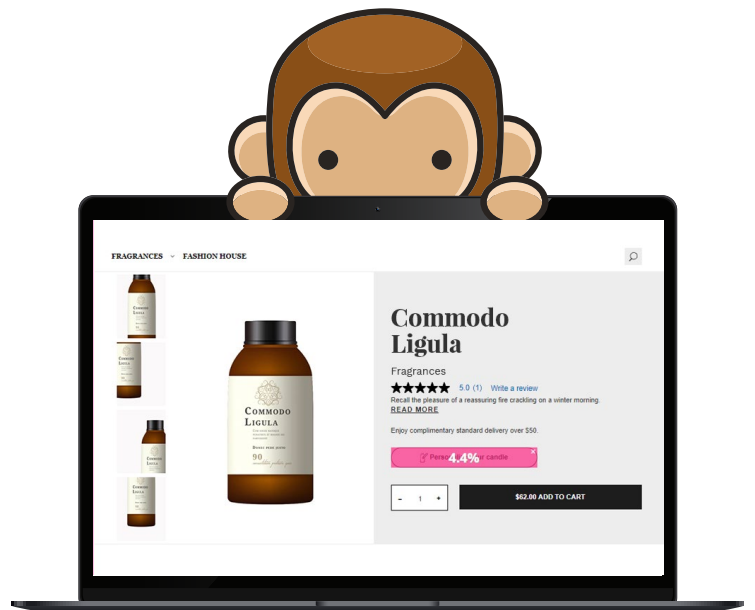 FRAGRANCES FASHION HOUSE
Commodo
Ligula
Fragrances
5.0 (1) Write a review
Recall the pleasure of a reassuring fire crackling on a winter morning.
READ MORE
Enjoy complimentary standard delivery over $50.
4.4% candle
- 1 +
$62.00 ADD TO CART
COMMODO
LIGULA
90